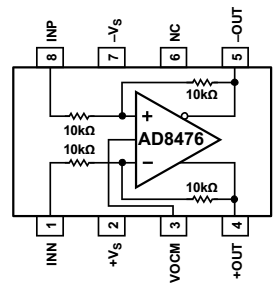 INP
–Vₛ
NC
–OUT
8
7
6
5
10kΩ
10kΩ
10kΩ
10kΩ
+
AD8476
–
1
2
3
4
INN
+Vₛ
VOCM
+OUT